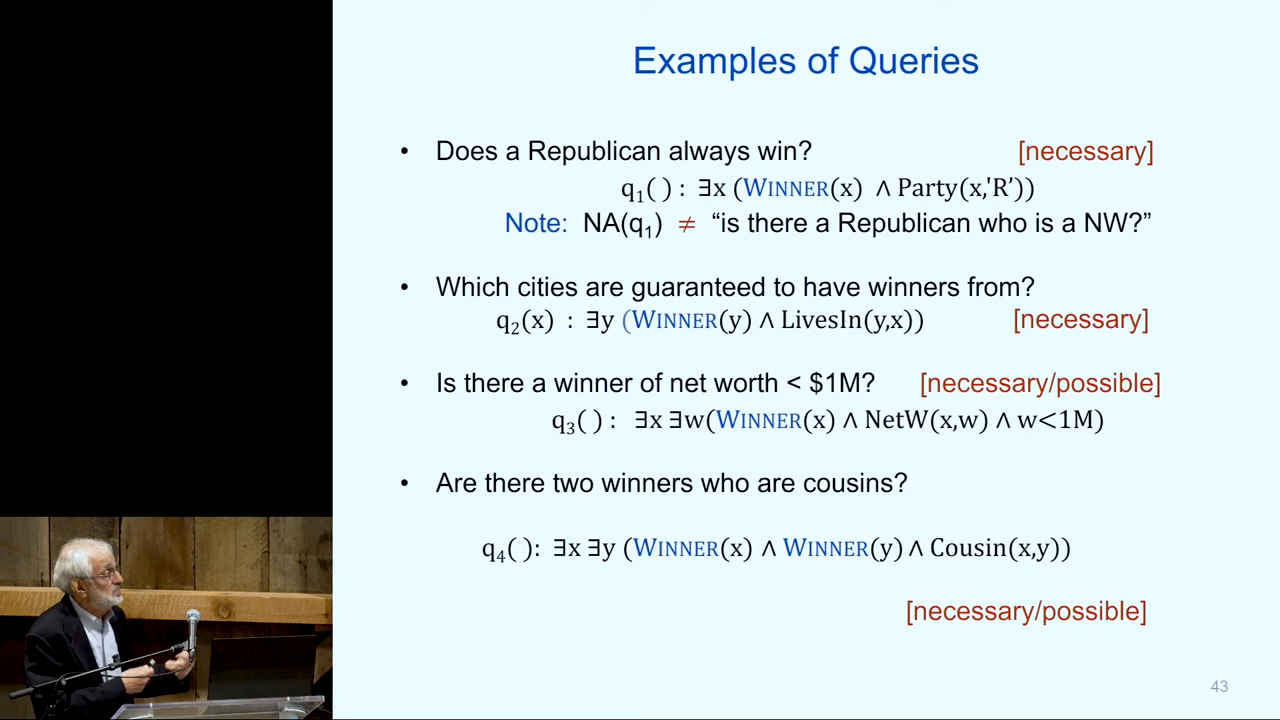 Examples of Queries
• Does a Republican always win? [necessary]
q₁( ) : ∃x (WINNER(x) ∧ Party(x,'R’))
Note: NA(q₁) ≠ “is there a Republican who is a NW?”
• Which cities are guaranteed to have winners from?
q₂(x) : ∃y (WINNER(y) ∧ LivesIn(y,x)) [necessary]
• Is there a winner of net worth < $1M? [necessary/possible]
q₃( ) : ∃x ∃w(WINNER(x) ∧ NetW(x,w) ∧ w<1M)
• Are there two winners who are cousins?
q₄( ): ∃x ∃y (WINNER(x) ∧ WINNER(y) ∧ Cousin(x,y))
[necessary/possible]
43